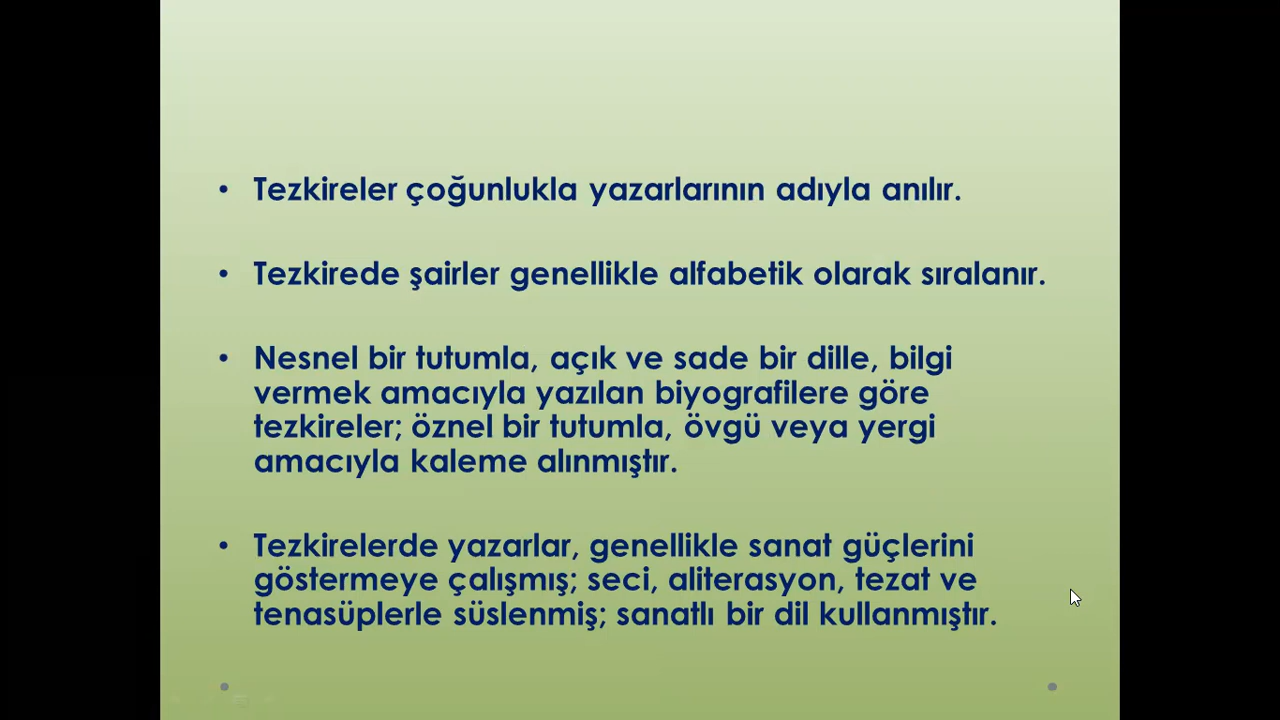 • Tezkireler çoğunlukla yazarlarının adıyla anılır.
• Tezkirede şairler genellikle alfabetik olarak sıralanır.
• Nesnel bir tutumla, açık ve sade bir dille, bilgi
vermek amacıyla yazılan biyografilere göre
tezkireler; öznel bir tutumla, övgü veya yergi
amacıyla kaleme alınmıştır.
• Tezkirelerde yazarlar, genellikle sanat güçlerini
göstermeye çalışmış; seci, aliterasyon, tezat ve
tenasüplerle süslenmiş; sanatlı bir dil kullanmıştır.